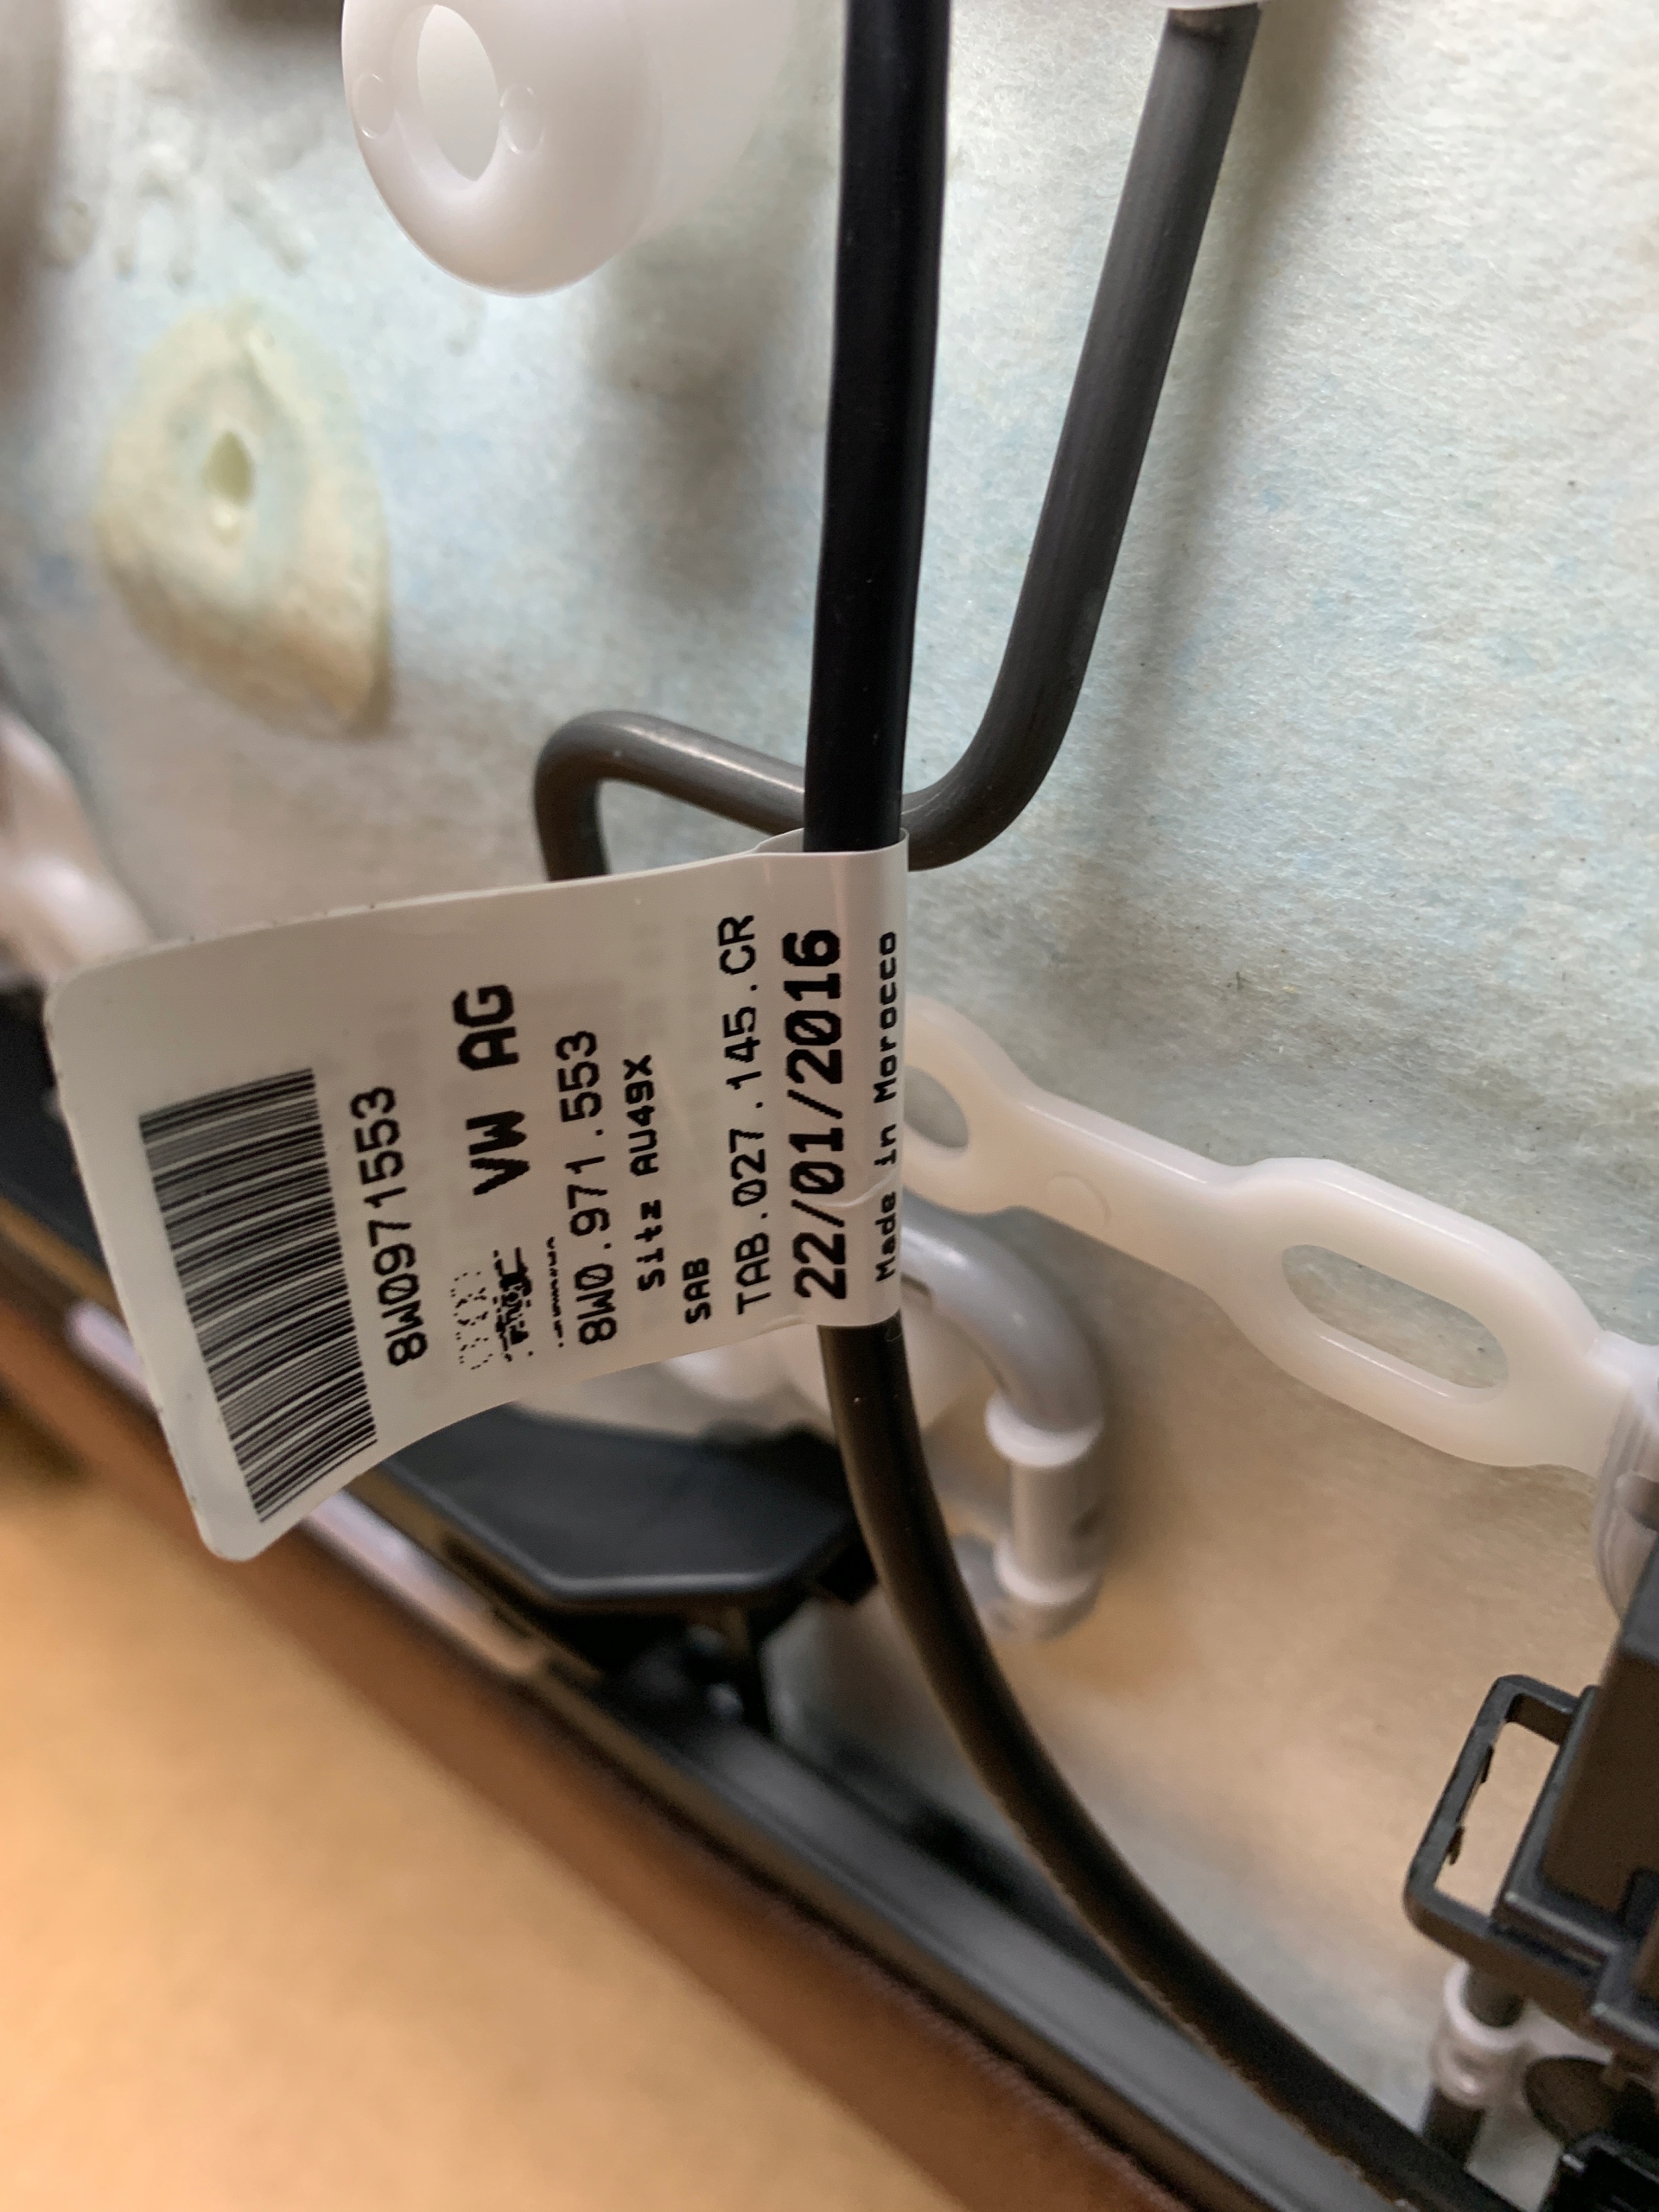 8W0971553
VW AG
8W0.971.553
Sitz AU49X
SAB
TAB.027.145.CR
22/01/2016
Made in Morocco